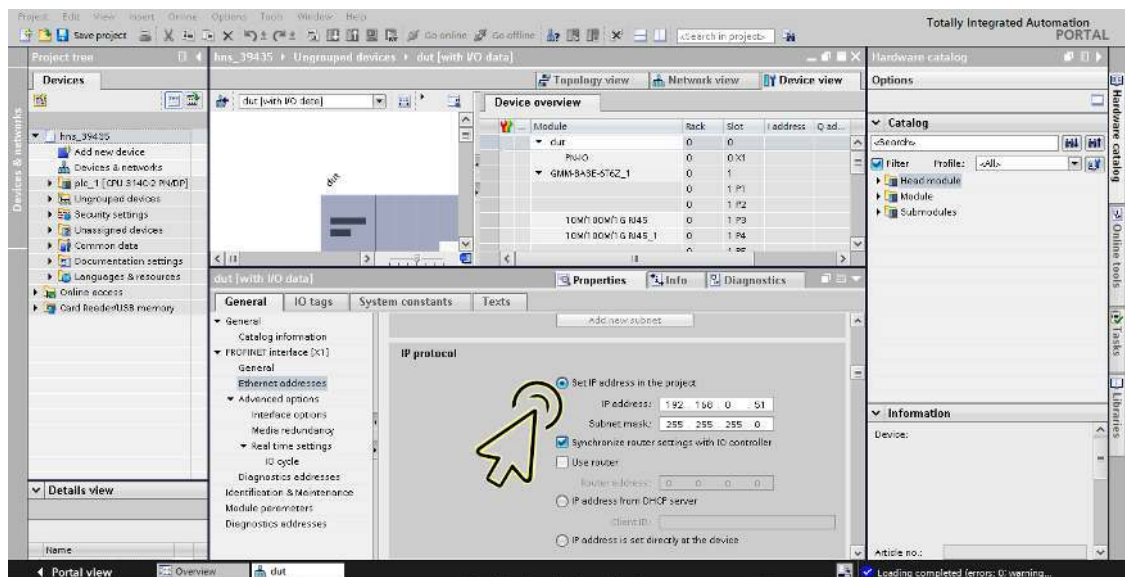 Project Edit View Insert Online Options Tools Window Help
Totally Integrated Automation
PORTAL
Save project
Go online
Go offline
<Search in project>
Project tree
hns_39435 ▸ Ungrouped devices ▸ dut [with I/O data]
Hardware catalog
Devices
Topology view
Network view
Device view
Options
dut [with I/O data]
Device overview
Module Rack Slot I address Q ad...
dut 0 0
PN-IO 0 0 X1
GMM-BASE-6T6Z_1 0 1
0 1 P1
0 1 P2
10M/100M/1G RJ45 0 1 P3
10M/100M/1G RJ45_1 0 1 P4
dut
hns_39435
Add new device
Devices & networks
plc_1 [CPU 314C-2 PN/DP]
Ungrouped devices
Security settings
Unassigned devices
Common data
Documentation settings
Languages & resources
Online access
Card Reader/USB memory
Devices & networks
Catalog
<Search>
Filter Profile: <All>
Head module
Module
Submodules
Hardware catalog
Online tools
Tasks
Libraries
dut [with I/O data]
Properties
Info
Diagnostics
General
IO tags
System constants
Texts
General
Catalog information
PROFINET interface [X1]
General
Ethernet addresses
Advanced options
Interface options
Media redundancy
Real time settings
IO cycle
Diagnostics addresses
Identification & Maintenance
Module parameters
Diagnostics addresses
Add new subnet
IP protocol
Set IP address in the project
IP address: 192 . 168 . 0 . 51
Subnet mask: 255 . 255 . 255 . 0
Synchronize router settings with IO controller
Use router
Router address: 0 . 0 . 0 . 0
IP address from DHCP server
Client ID:
IP address is set directly at the device
Information
Device:
Article no.:
Details view
Name
Portal view
Overview
dut
Loading completed (errors: 0; warning...